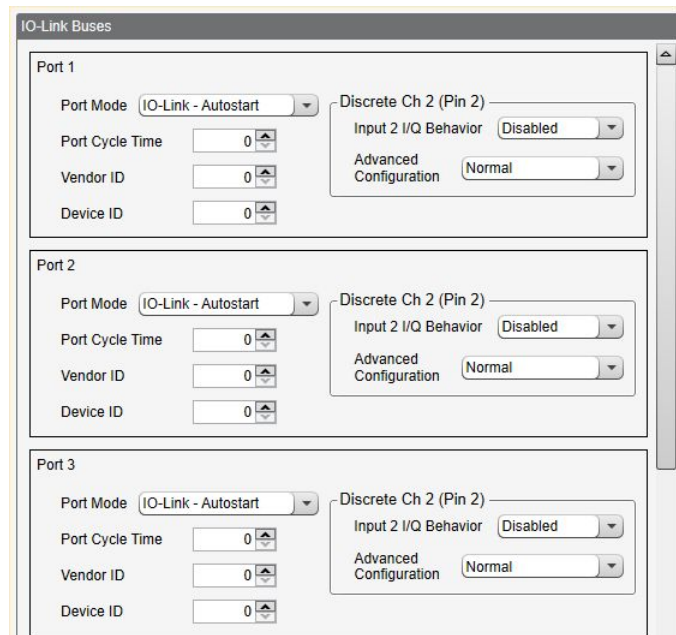 IO-Link Buses
Port 1
Port Mode IO-Link - Autostart
Port Cycle Time 0
Vendor ID 0
Device ID 0
Discrete Ch 2 (Pin 2)
Input 2 I/Q Behavior Disabled
Advanced
Configuration Normal
Port 2
Port Mode IO-Link - Autostart
Port Cycle Time 0
Vendor ID 0
Device ID 0
Discrete Ch 2 (Pin 2)
Input 2 I/Q Behavior Disabled
Advanced
Configuration Normal
Port 3
Port Mode IO-Link - Autostart
Port Cycle Time 0
Vendor ID 0
Device ID 0
Discrete Ch 2 (Pin 2)
Input 2 I/Q Behavior Disabled
Advanced
Configuration Normal